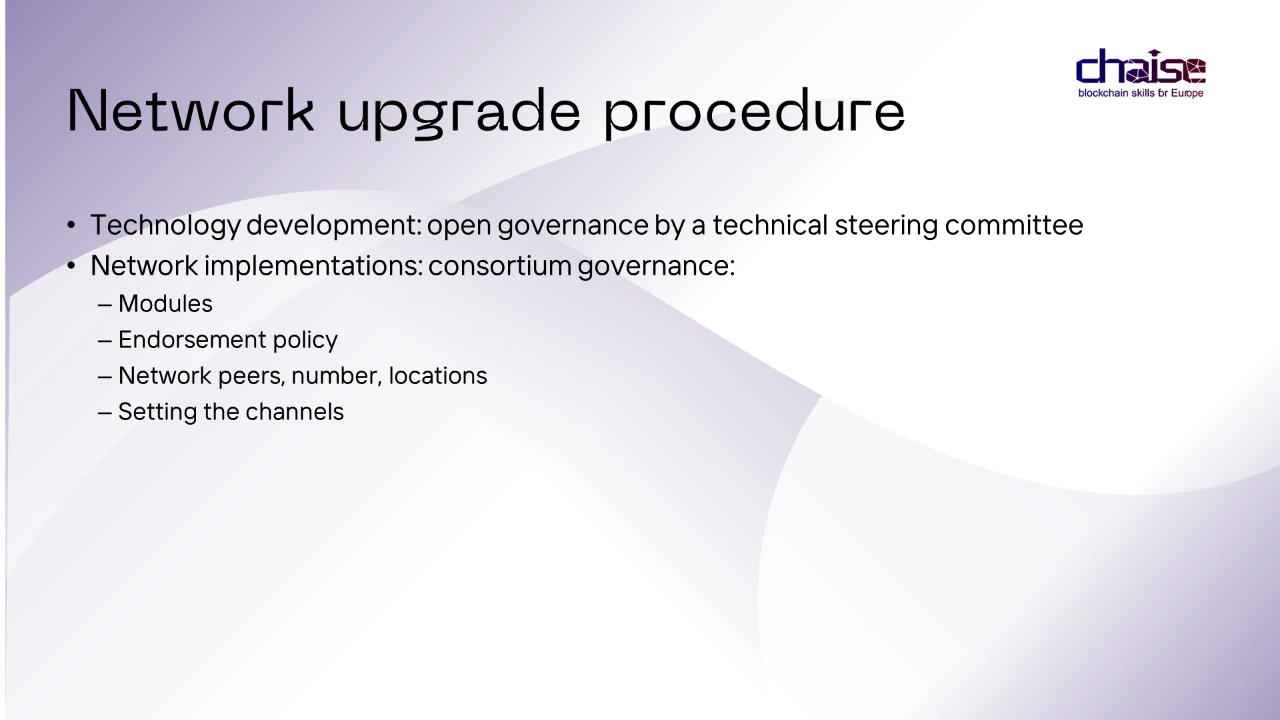 chaise
blockchain skills for Europe
Network upgrade procedure
• Technology development: open governance by a technical steering committee
• Network implementations: consortium governance:
– Modules
– Endorsement policy
– Network peers, number, locations
– Setting the channels